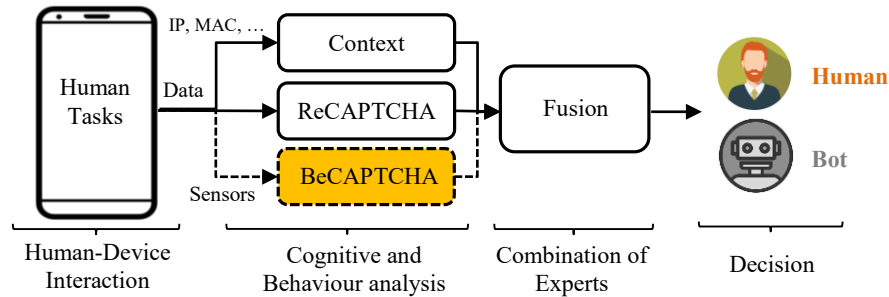 IP, MAC, ...
Human
Tasks
Data
Sensors
Context
ReCAPTCHA
BeCAPTCHA
Fusion
Human
Bot
Human-Device
Interaction
Cognitive and
Behaviour analysis
Combination of
Experts
Decision